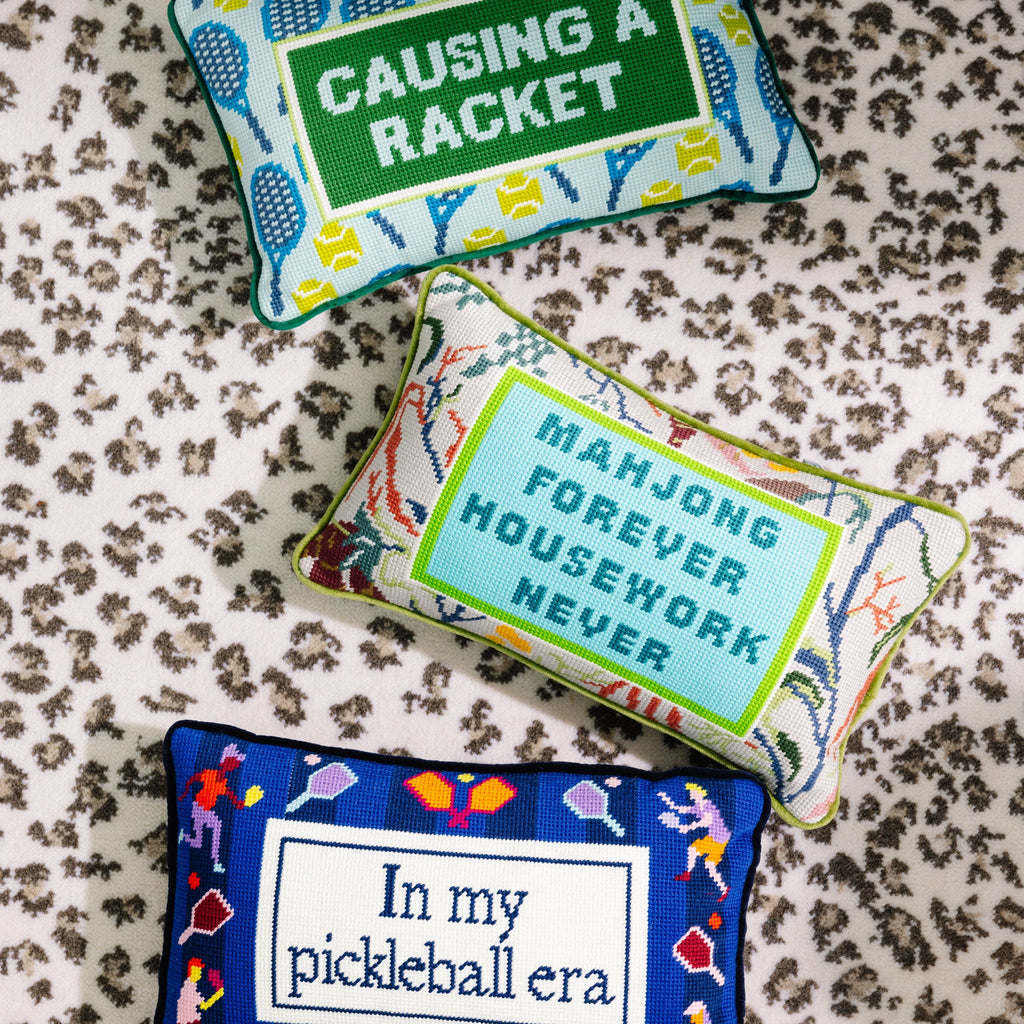 CAUSING A
RACKET
MAHJONG
FOREVER
HOUSEWORK
NEVER
In my
pickleball era